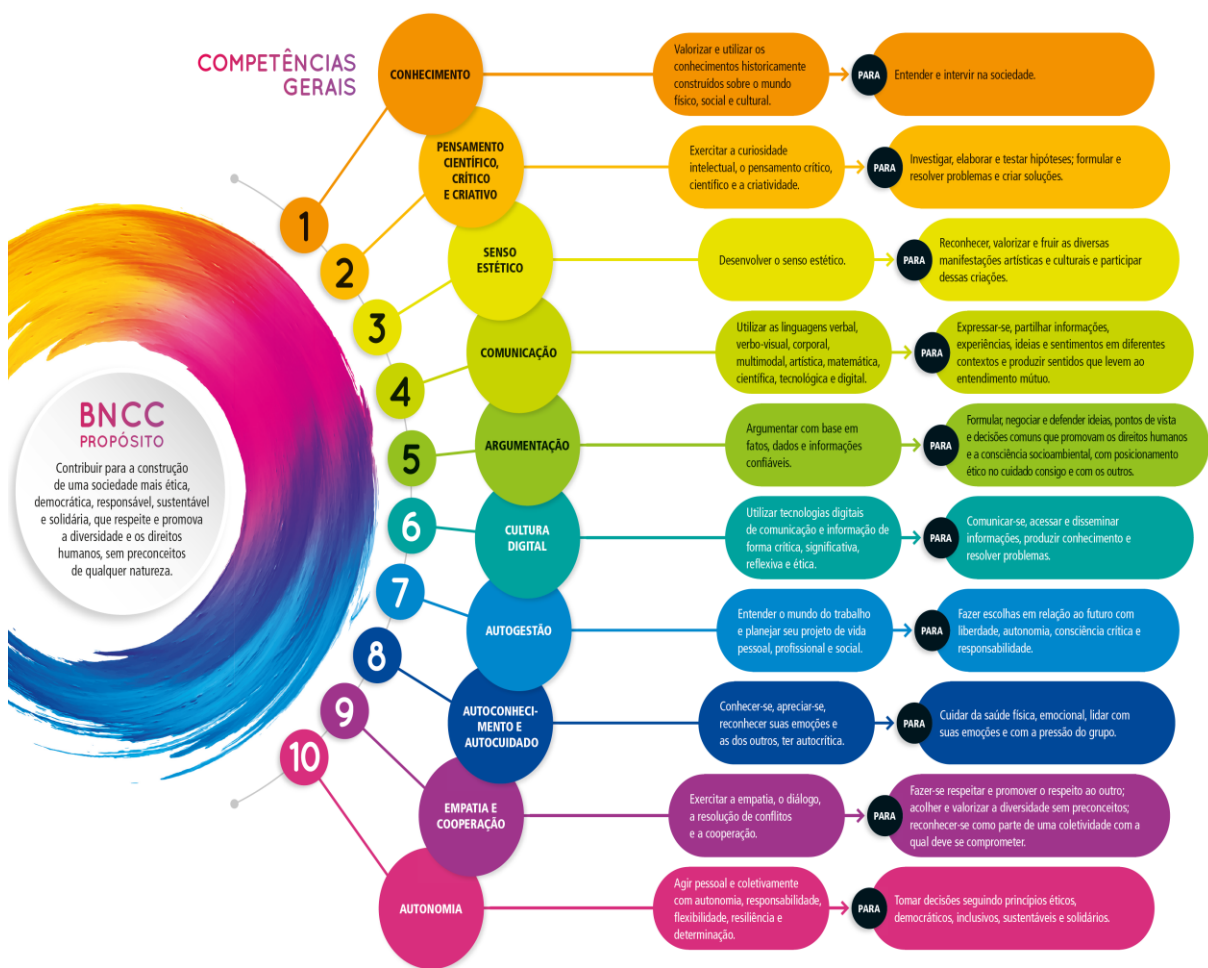 COMPETÊNCIAS
GERAIS
BNCC
PROPÓSITO
Contribuir para a construção
de uma sociedade mais ética,
democrática, responsável, sustentável
e solidária, que respeite e promova
a diversidade e os direitos
humanos, sem preconceitos
de qualquer natureza.
1
CONHECIMENTO
Valorizar e utilizar os
conhecimentos historicamente
construídos sobre o mundo
físico, social e cultural.
PARA
Entender e intervir na sociedade.
2
PENSAMENTO
CIENTÍFICO,
CRÍTICO
E CRIATIVO
Exercitar a curiosidade
intelectual, o pensamento crítico,
científico e a criatividade.
PARA
Investigar, elaborar e testar hipóteses; formular e
resolver problemas e criar soluções.
3
SENSO
ESTÉTICO
Desenvolver o senso estético.
PARA
Reconhecer, valorizar e fruir as diversas
manifestações artísticas e culturais e participar
dessas criações.
4
COMUNICAÇÃO
Utilizar as linguagens verbal,
verbo-visual, corporal,
multimodal, artística, matemática,
científica, tecnológica e digital.
PARA
Expressar-se, partilhar informações,
experiências, ideias e sentimentos em diferentes
contextos e produzir sentidos que levem ao
entendimento mútuo.
5
ARGUMENTAÇÃO
Argumentar com base em
fatos, dados e informações
confiáveis.
PARA
Formular, negociar e defender ideias, pontos de vista
e decisões comuns que promovam os direitos humanos
e a consciência socioambiental, com posicionamento
ético no cuidado consigo e com os outros.
6
CULTURA
DIGITAL
Utilizar tecnologias digitais
de comunicação e informação de
forma crítica, significativa,
reflexiva e ética.
PARA
Comunicar-se, acessar e disseminar
informações, produzir conhecimento e
resolver problemas.
7
AUTOGESTÃO
Entender o mundo do trabalho
e planejar seu projeto de vida
pessoal, profissional e social.
PARA
Fazer escolhas em relação ao futuro com
liberdade, autonomia, consciência crítica e
responsabilidade.
8
AUTOCONHECI-
MENTO E
AUTOCUIDADO
Conhecer-se, apreciar-se,
reconhecer suas emoções e
as dos outros, ter autocrítica.
PARA
Cuidar da saúde física, emocional, lidar com
suas emoções e com a pressão do grupo.
9
EMPATIA E
COOPERAÇÃO
Exercitar a empatia, o diálogo,
a resolução de conflitos
e a cooperação.
PARA
Fazer-se respeitar e promover o respeito ao outro;
acolher e valorizar a diversidade sem preconceitos;
reconhecer-se como parte de uma coletividade com a
qual deve se comprometer.
10
AUTONOMIA
Agir pessoal e coletivamente
com autonomia, responsabilidade,
flexibilidade, resiliência e
determinação.
PARA
Tomar decisões seguindo princípios éticos,
democráticos, inclusivos, sustentáveis e solidários.